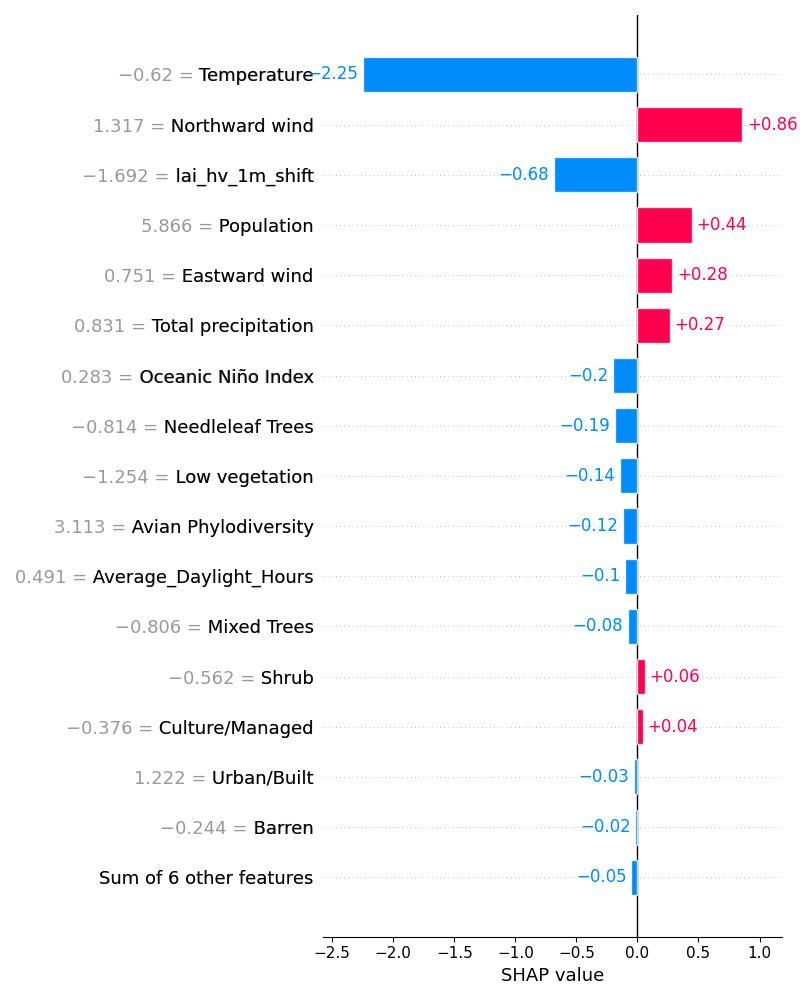 −0.62 = Temperature −2.25
1.317 = Northward wind +0.86
−1.692 = lai_hv_1m_shift −0.68
5.866 = Population +0.44
0.751 = Eastward wind +0.28
0.831 = Total precipitation +0.27
0.283 = Oceanic Niño Index −0.2
−0.814 = Needleleaf Trees −0.19
−1.254 = Low vegetation −0.14
3.113 = Avian Phylodiversity −0.12
0.491 = Average_Daylight_Hours −0.1
−0.806 = Mixed Trees −0.08
−0.562 = Shrub +0.06
−0.376 = Culture/Managed +0.04
1.222 = Urban/Built −0.03
−0.244 = Barren −0.02
Sum of 6 other features −0.05
−2.5 −2.0 −1.5 −1.0 −0.5 0.0 0.5 1.0
SHAP value